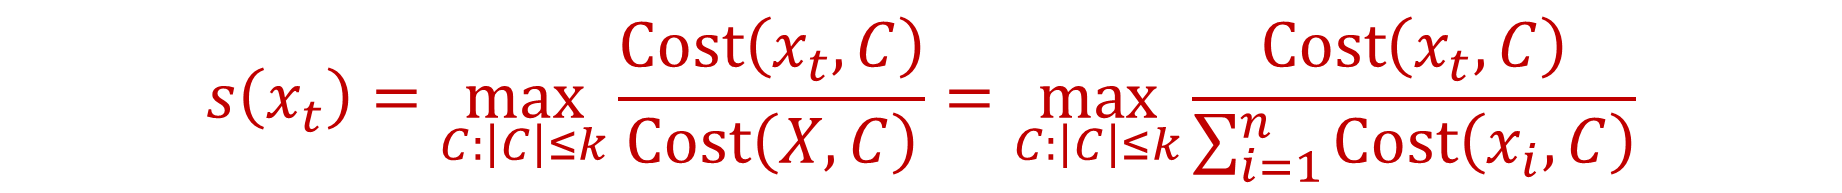 s(x_t) = max_{C:|C|≤k} Cost(x_t, C) / Cost(X, C) = max_{C:|C|≤k} Cost(x_t, C) / ∑_{i=1}^{n} Cost(x_i, C)